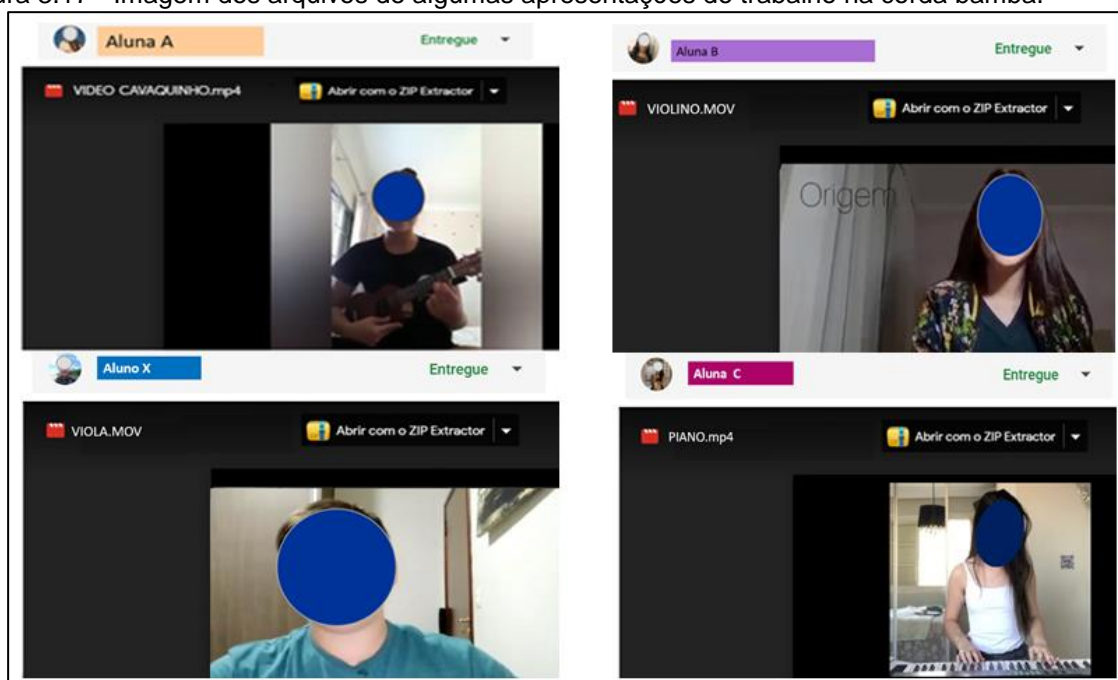 Imagem dos arquivos de algumas apresentações do trabalho na corda bamba.
Aluna A Entregue
VIDEO CAVAQUINHO.mp4 Abrir com o ZIP Extractor
Aluna B Entregue
VIOLINO.MOV Abrir com o ZIP Extractor
Origem
Aluno X Entregue
VIOLA.MOV Abrir com o ZIP Extractor
Aluna C Entregue
PIANO.mp4 Abrir com o ZIP Extractor